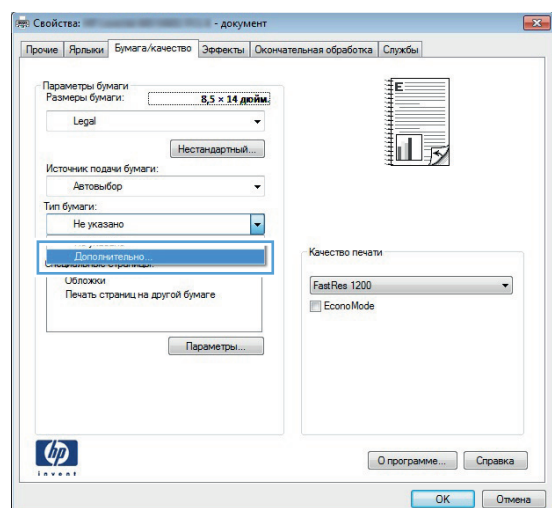 Свойства: - документ
Прочие Ярлыки Бумага/качество Эффекты Окончательная обработка Службы
Параметры бумаги
Размеры бумаги: 8,5 × 14 дюйм.
Legal
Нестандартный...
Источник подачи бумаги:
Автовыбор
Тип бумаги:
Не указано
Дополнительно...
Обложки
Печать страниц на другой бумаге
Параметры...
E
Качество печати
FastRes 1200
EconoMode
hp
invent
О программе... Справка
OK Отмена